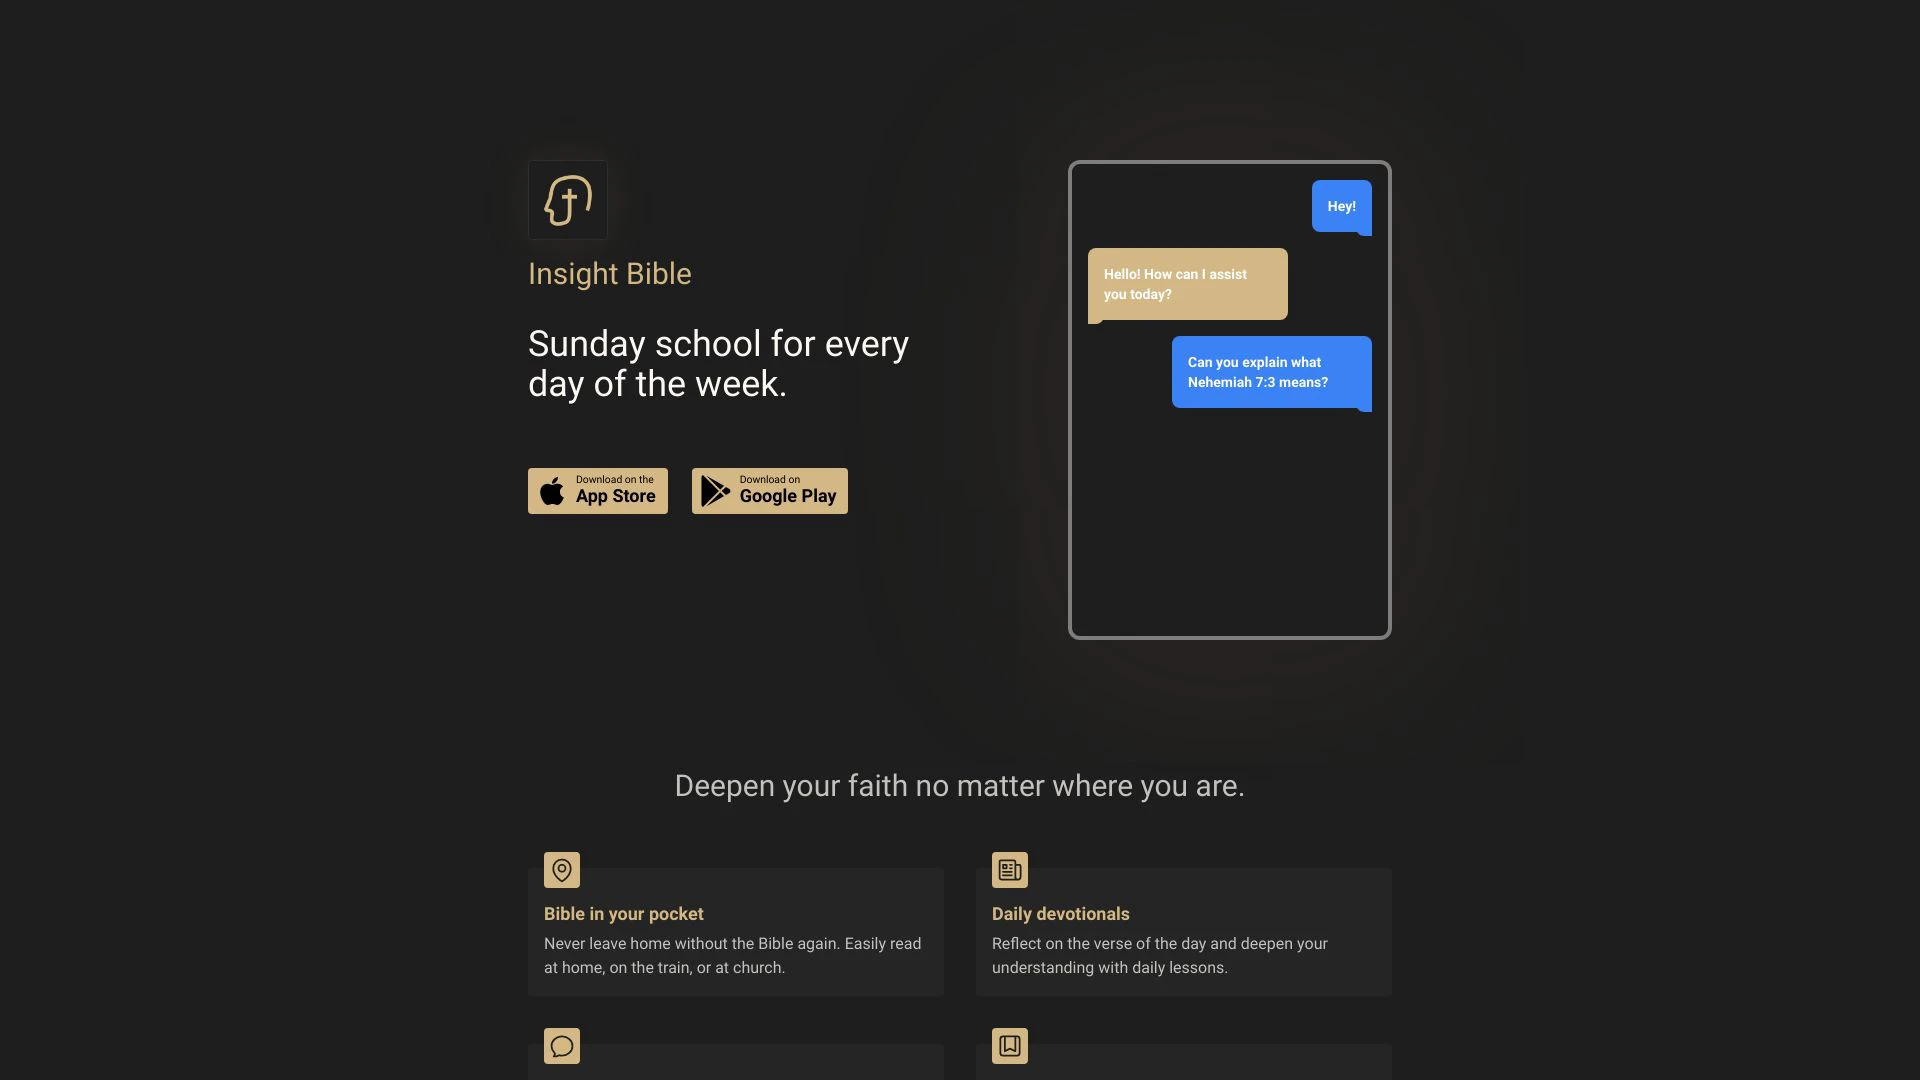 Insight Bible
Sunday school for every
day of the week.
Download on the
App Store
Download on
Google Play
Hey!
Hello! How can I assist
you today?
Can you explain what
Nehemiah 7:3 means?
Deepen your faith no matter where you are.
Bible in your pocket
Never leave home without the Bible again. Easily read
at home, on the train, or at church.
Daily devotionals
Reflect on the verse of the day and deepen your
understanding with daily lessons.